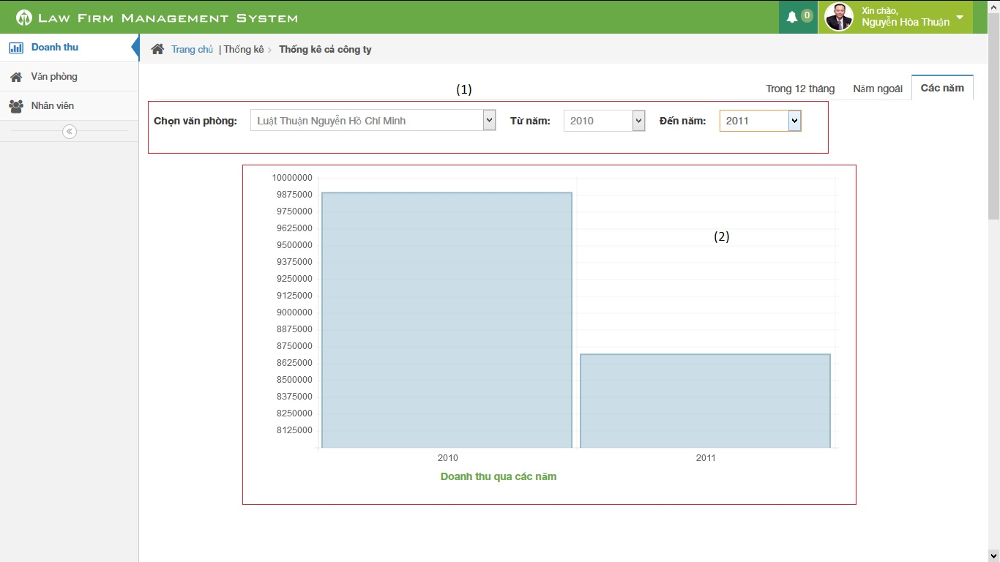 LAW FIRM MANAGEMENT SYSTEM
0
Xin chào,
Nguyễn Hòa Thuận
Doanh thu
Văn phòng
Nhân viên
Trang chủ | Thống kê > Thống kê cả công ty
Trong 12 tháng Năm ngoái Các năm
(1)
Chọn văn phòng: Luật Thuận Nguyễn Hồ Chí Minh Từ năm: 2010 Đến năm: 2011
10000000
9875000
9750000
9625000
9500000
9375000
9250000
9125000
9000000
8875000
8750000
8625000
8500000
8375000
8250000
8125000
(2)
2010 2011
Doanh thu qua các năm